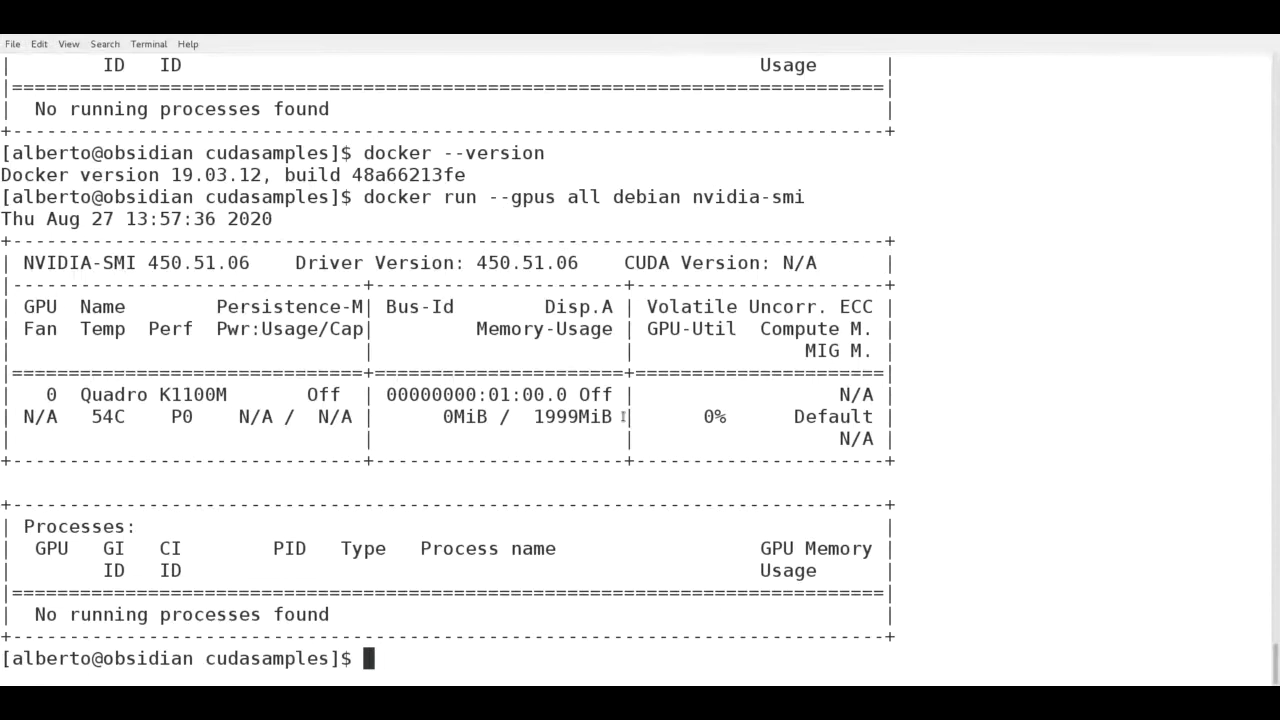 File Edit View Search Terminal Help
|        ID   ID                                                   Usage      |
|=============================================================================|
|  No running processes found                                                 |
+-----------------------------------------------------------------------------+
[alberto@obsidian cudasamples]$ docker --version
Docker version 19.03.12, build 48a66213fe
[alberto@obsidian cudasamples]$ docker run --gpus all debian nvidia-smi
Thu Aug 27 13:57:36 2020
+-----------------------------------------------------------------------------+
| NVIDIA-SMI 450.51.06    Driver Version: 450.51.06    CUDA Version: N/A      |
|-------------------------------+----------------------+----------------------+
| GPU  Name        Persistence-M| Bus-Id        Disp.A | Volatile Uncorr. ECC |
| Fan  Temp  Perf  Pwr:Usage/Cap|         Memory-Usage | GPU-Util  Compute M. |
|                               |                      |               MIG M. |
|===============================+======================+======================|
|   0  Quadro K1100M       Off  | 00000000:01:00.0 Off |                  N/A |
| N/A   54C    P0     N/A /  N/A |      0MiB /  1999MiB |      0%      Default |
|                               |                      |                  N/A |
+-------------------------------+----------------------+----------------------+
+-----------------------------------------------------------------------------+
| Processes:                                                                  |
|  GPU   GI   CI        PID   Type   Process name                  GPU Memory |
|        ID   ID                                                   Usage      |
|=============================================================================|
|  No running processes found                                                 |
+-----------------------------------------------------------------------------+
[alberto@obsidian cudasamples]$